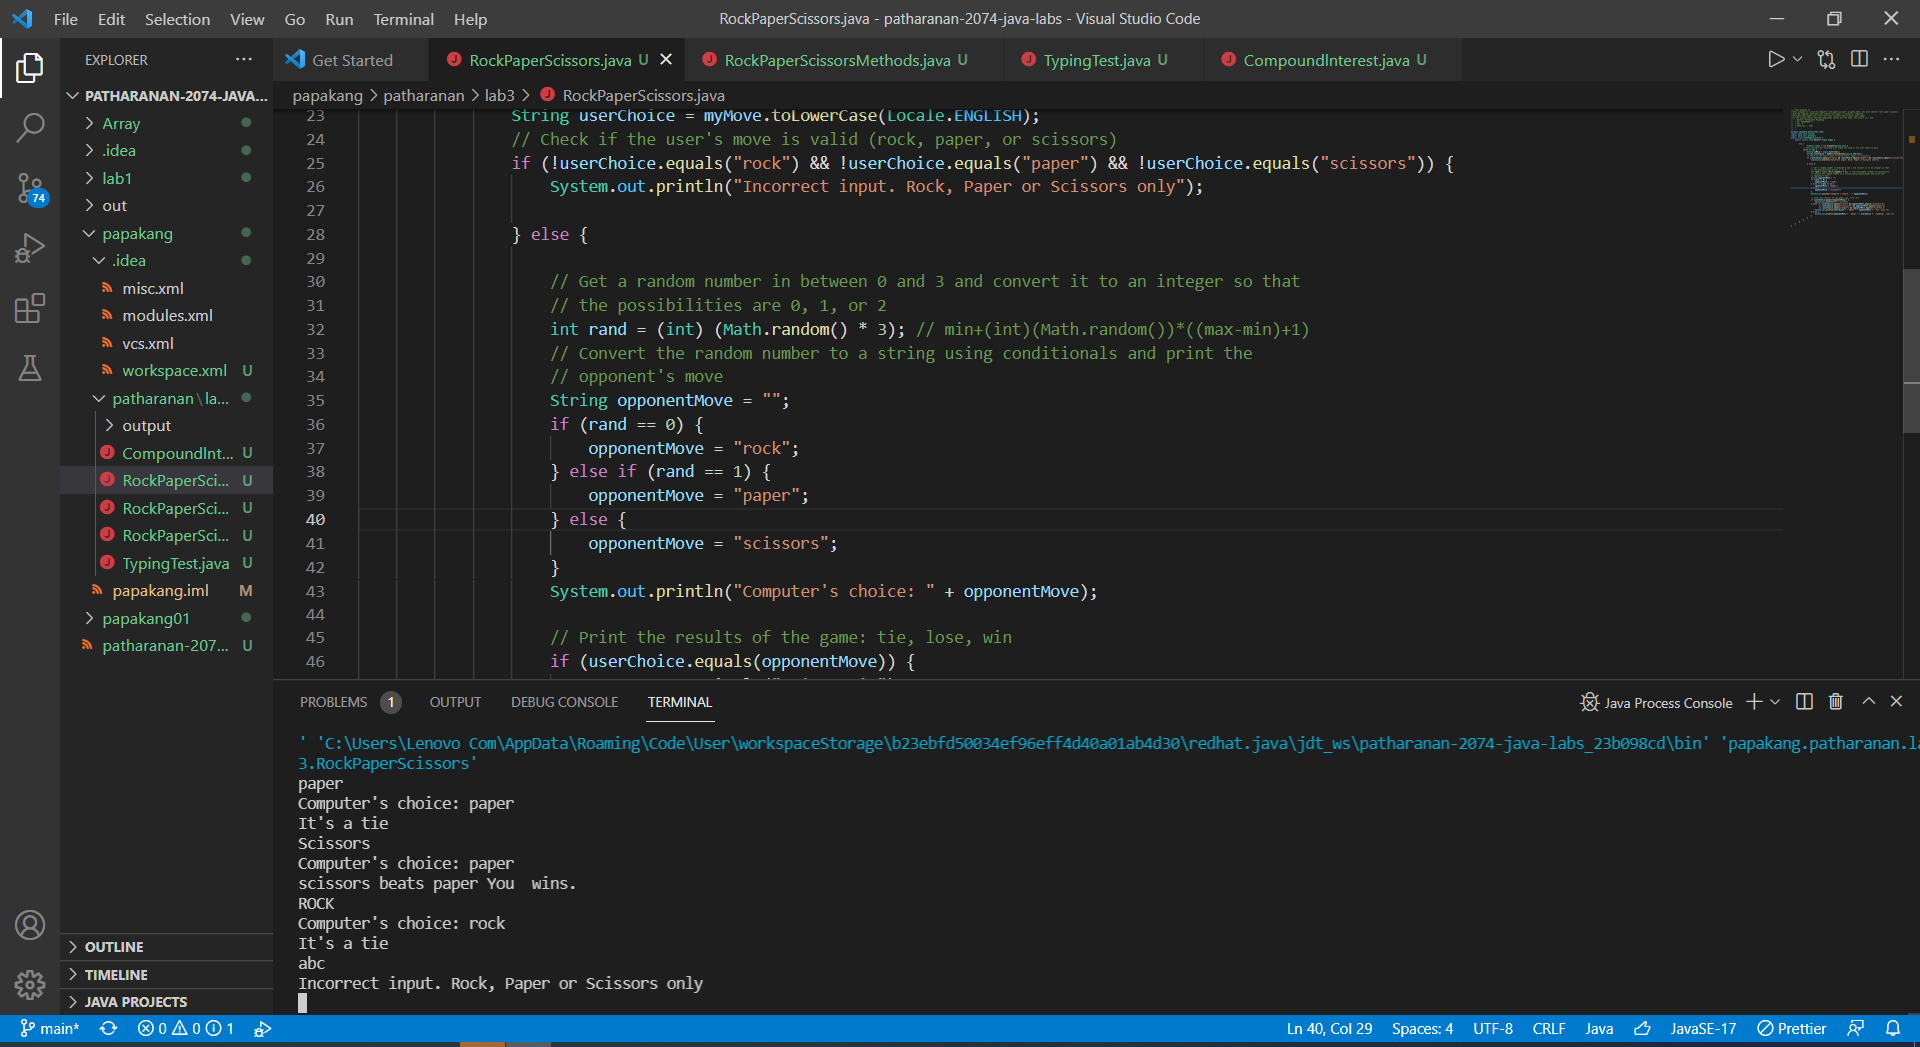 File Edit Selection View Go Run Terminal Help
RockPaperScissors.java - patharanan-2074-java-labs - Visual Studio Code
EXPLORER
PATHARANAN-2074-JAVA...
Array
.idea
lab1
out
papakang
.idea
misc.xml
modules.xml
vcs.xml
workspace.xml U
patharanan\la...
output
CompoundInt... U
RockPaperSci... U
RockPaperSci... U
RockPaperSci... U
TypingTest.java U
papakang.iml M
papakang01
patharanan-207... U
OUTLINE
TIMELINE
JAVA PROJECTS
74
Get Started
RockPaperScissors.java U
RockPaperScissorsMethods.java U
TypingTest.java U
CompoundInterest.java U
papakang > patharanan > lab3 > RockPaperScissors.java
23 String userChoice = myMove.toLowerCase(Locale.ENGLISH);
24 // Check if the user's move is valid (rock, paper, or scissors)
25 if (!userChoice.equals("rock") && !userChoice.equals("paper") && !userChoice.equals("scissors")) {
26 System.out.println("Incorrect input. Rock, Paper or Scissors only");
27
28 } else {
29
30 // Get a random number in between 0 and 3 and convert it to an integer so that
31 // the possibilities are 0, 1, or 2
32 int rand = (int) (Math.random() * 3); // min+(int)(Math.random())*((max-min)+1)
33 // Convert the random number to a string using conditionals and print the
34 // opponent's move
35 String opponentMove = "";
36 if (rand == 0) {
37 opponentMove = "rock";
38 } else if (rand == 1) {
39 opponentMove = "paper";
40 } else {
41 opponentMove = "scissors";
42 }
43 System.out.println("Computer's choice: " + opponentMove);
44
45 // Print the results of the game: tie, lose, win
46 if (userChoice.equals(opponentMove)) {
PROBLEMS 1 OUTPUT DEBUG CONSOLE TERMINAL
Java Process Console
' 'C:\Users\Lenovo Com\AppData\Roaming\Code\User\workspaceStorage\b23ebfd50034ef96eff4d40a01ab4d30\redhat.java\jdt_ws\patharanan-2074-java-labs_23b098cd\bin' 'papakang.patharanan.la
3.RockPaperScissors'
paper
Computer's choice: paper
It's a tie
Scissors
Computer's choice: paper
scissors beats paper You  wins.
ROCK
Computer's choice: rock
It's a tie
abc
Incorrect input. Rock, Paper or Scissors only
main* 0 0 1
Ln 40, Col 29 Spaces: 4 UTF-8 CRLF Java JavaSE-17 Prettier